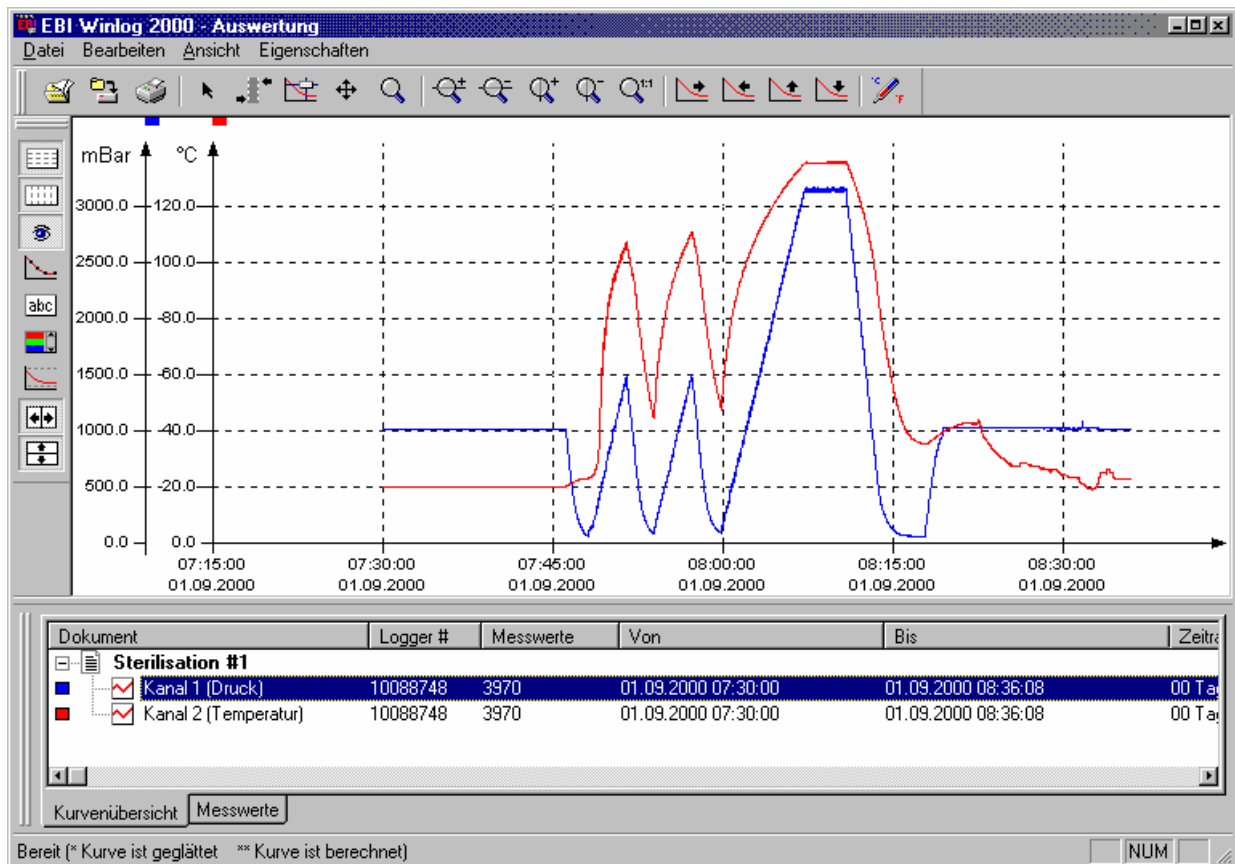 EBI Winlog 2000 - Auswertung
Datei Bearbeiten Ansicht Eigenschaften
1:1
°C
°F
abc
mBar °C
3000.0 120.0
2500.0 100.0
2000.0 80.0
1500.0 60.0
1000.0 40.0
500.0 20.0
0.0 0.0
07:15:00 07:30:00 07:45:00 08:00:00 08:15:00 08:30:00
01.09.2000 01.09.2000 01.09.2000 01.09.2000 01.09.2000 01.09.2000
Dokument Logger # Messwerte Von Bis Zeitra
Sterilisation #1
Kanal 1 (Druck) 10088748 3970 01.09.2000 07:30:00 01.09.2000 08:36:08 00 Tag
Kanal 2 (Temperatur) 10088748 3970 01.09.2000 07:30:00 01.09.2000 08:36:08 00 Tag
Kurvenübersicht Messwerte
Bereit (* Kurve ist geglättet ** Kurve ist berechnet) NUM